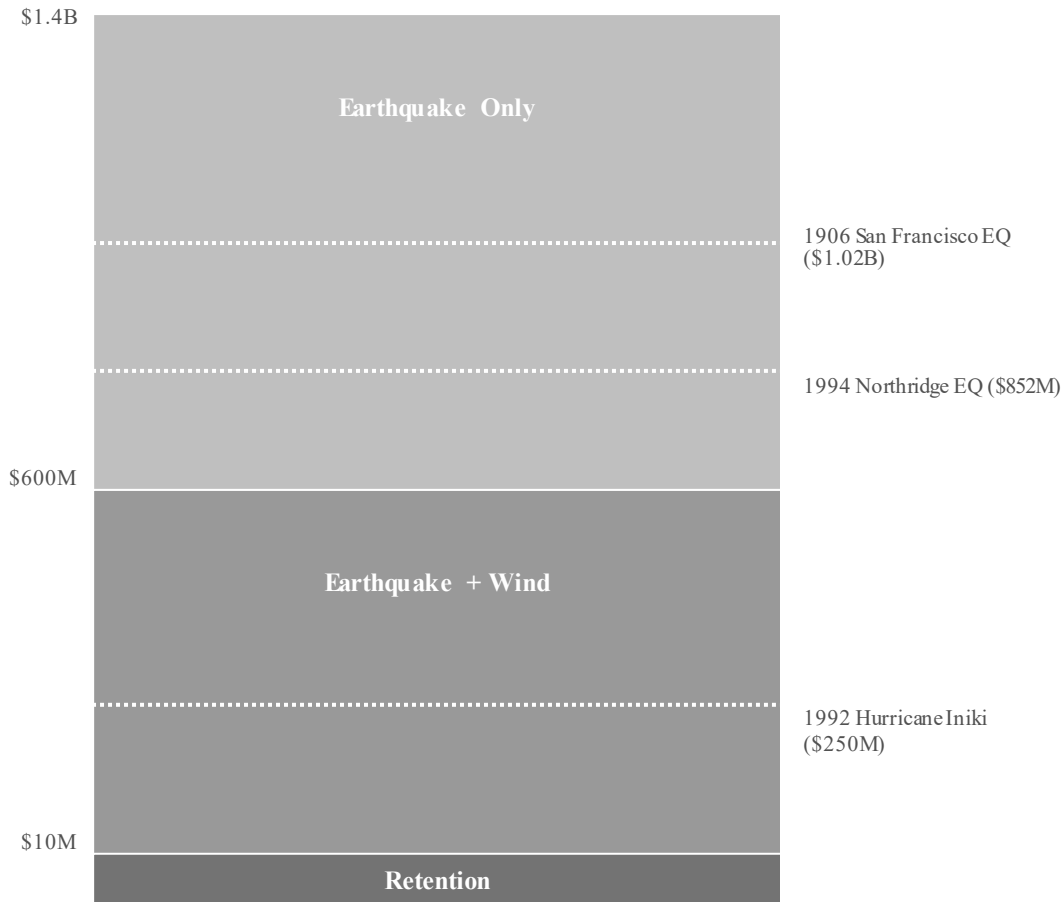 $1.4B
Earthquake Only
1906 San Francisco EQ
($1.02B)
1994 Northridge EQ ($852M)
$600M
Earthquake + Wind
1992 Hurricane Iniki
($250M)
$10M
Retention